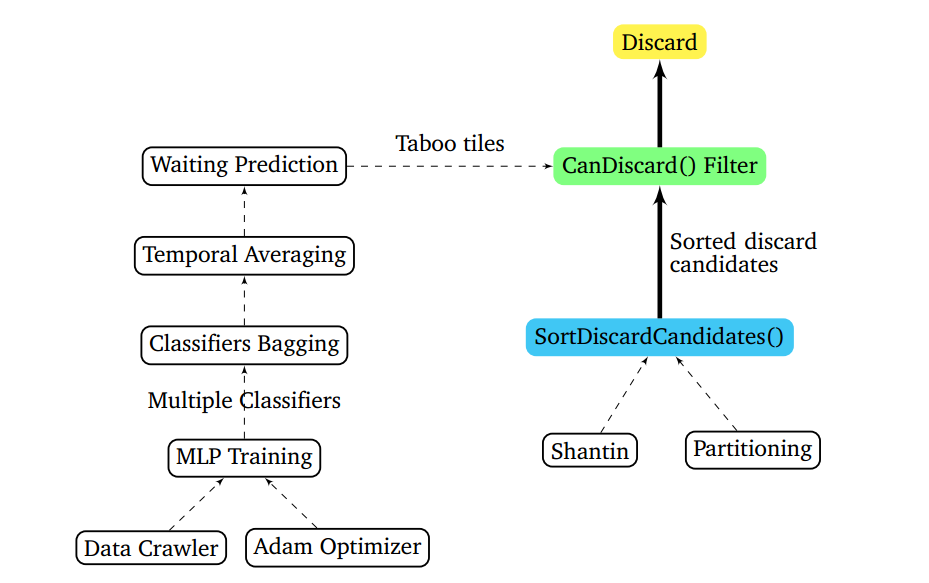 Discard
Taboo tiles
Waiting Prediction
CanDiscard() Filter
Sorted discard
candidates
Temporal Averaging
SortDiscardCandidates()
Classifiers Bagging
Multiple Classifiers
MLP Training
Shantin
Partitioning
Data Crawler
Adam Optimizer